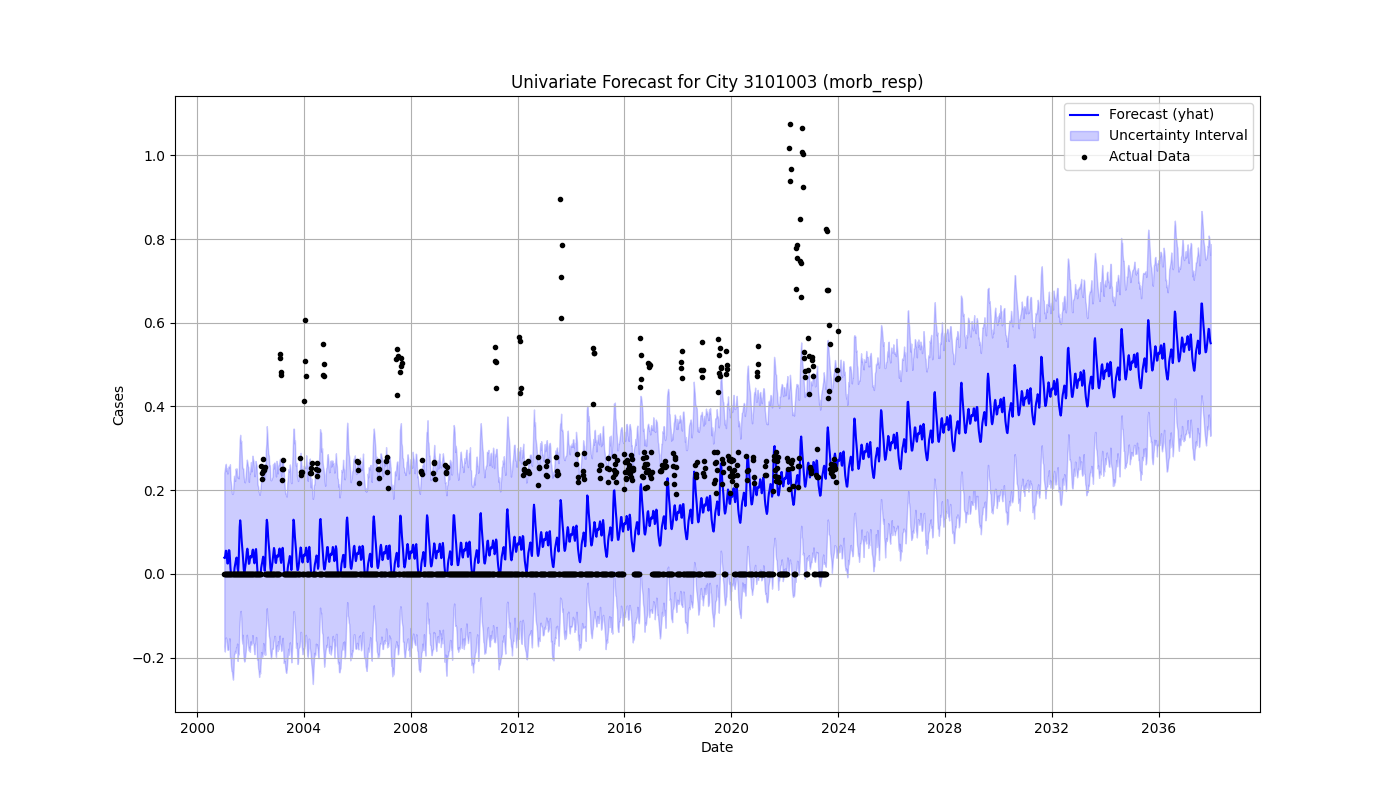 Univariate Forecast for City 3101003 (morb_resp)
Forecast (yhat)
Uncertainty Interval
Actual Data
Cases
1.0
0.8
0.6
0.4
0.2
0.0
−0.2
2000 2004 2008 2012 2016 2020 2024 2028 2032 2036
Date